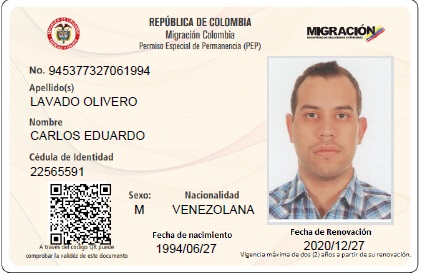 REPÚBLICA DE COLOMBIA
Migración Colombia
Permiso Especial de Permanencia (PEP)
MIGRACIÓN
No. 945377327061994
Apellido(s)
LAVADO OLIVERO
Nombre
CARLOS EDUARDO
Cédula de Identidad
22565591
Sexo: Nacionalidad
M VENEZOLANA
Fecha de nacimiento
1994/06/27
Fecha de Renovación
2020/12/27
A través del código QR puede
comprobar la validez de este documento
Vigencia máxima de dos (2) años a partir de su renovación.